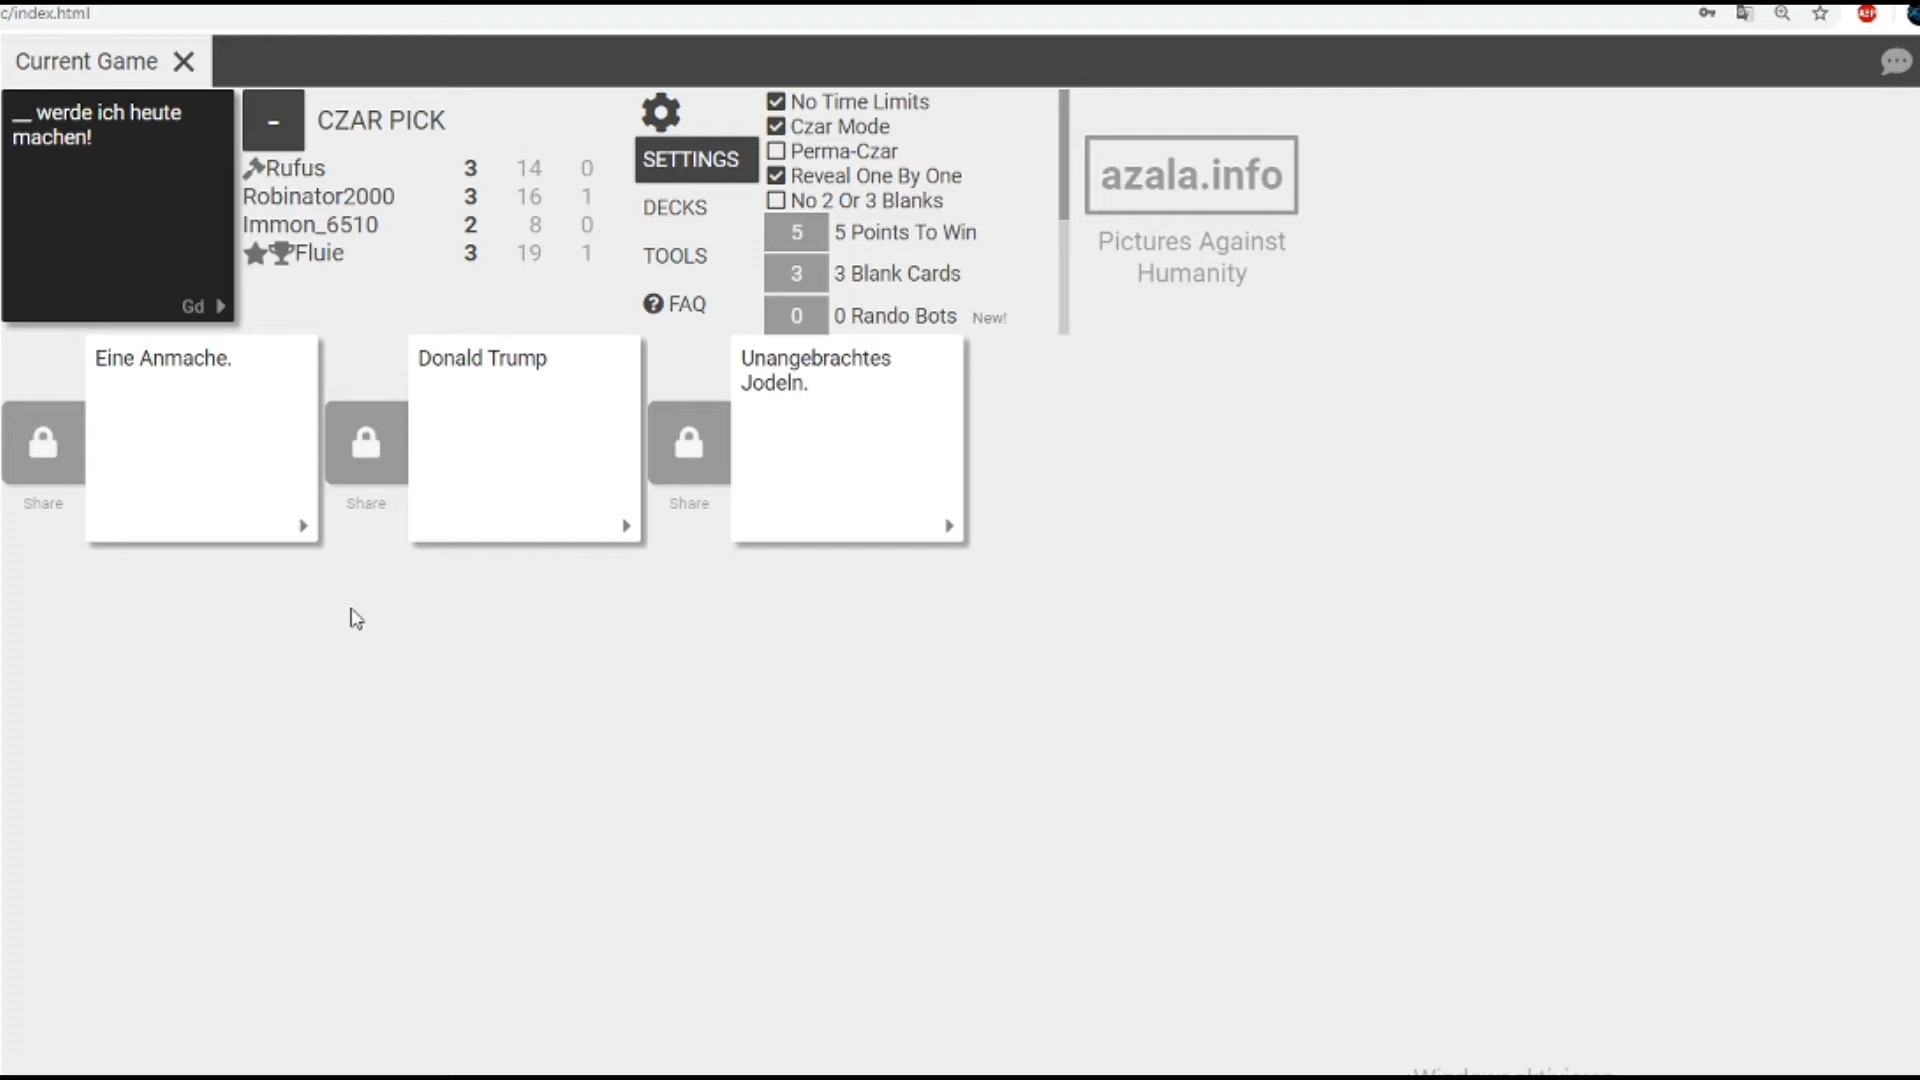 c/index.html
Current Game
__ werde ich heute
machen!
Gd
-
CZAR PICK
Rufus 3 14 0
Robinator2000 3 16 1
Immon_6510 2 8 0
Fluie 3 19 1
SETTINGS
DECKS
TOOLS
? FAQ
No Time Limits
Czar Mode
Perma-Czar
Reveal One By One
No 2 Or 3 Blanks
5 5 Points To Win
3 3 Blank Cards
0 0 Rando Bots New!
azala.info
Pictures Against
Humanity
Eine Anmache.
Share
Donald Trump
Share
Unangebrachtes
Jodeln.
Share
ABP
Windows aktivieren